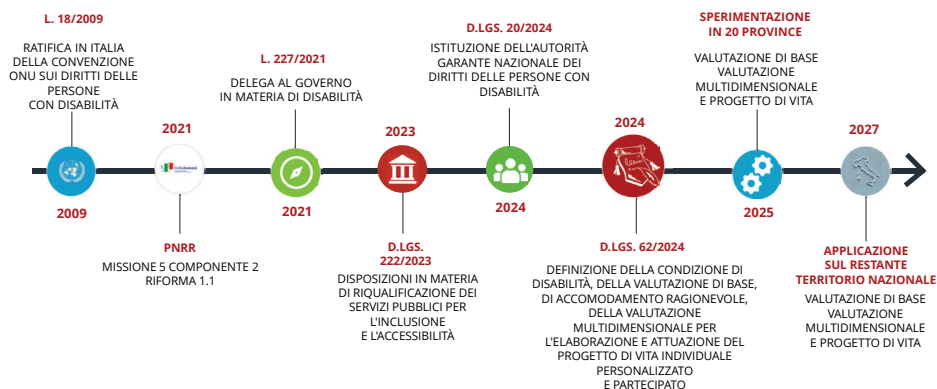 L. 18/2009
RATIFICA IN ITALIA
DELLA CONVENZIONE
ONU SUI DIRITTI DELLE
PERSONE
CON DISABILITÀ
2009
2021
PNRR
MISSIONE 5 COMPONENTE 2
RIFORMA 1.1
L. 227/2021
DELEGA AL GOVERNO
IN MATERIA DI DISABILITÀ
2021
2023
D.LGS.
222/2023
DISPOSIZIONI IN MATERIA
DI RIQUALIFICAZIONE DEI
SERVIZI PUBBLICI PER
L'INCLUSIONE
E L'ACCESSIBILITÀ
D.LGS. 20/2024
ISTITUZIONE DELL'AUTORITÀ
GARANTE NAZIONALE DEI
DIRITTI DELLE PERSONE CON
DISABILITÀ
2024
2024
D.LGS. 62/2024
DEFINIZIONE DELLA CONDIZIONE DI
DISABILITÀ, DELLA VALUTAZIONE DI BASE,
DI ACCOMODAMENTO RAGIONEVOLE,
DELLA VALUTAZIONE
MULTIDIMENSIONALE PER
L'ELABORAZIONE E ATTUAZIONE DEL
PROGETTO DI VITA INDIVIDUALE
PERSONALIZZATO
E PARTECIPATO
SPERIMENTAZIONE
IN 20 PROVINCE
VALUTAZIONE DI BASE
VALUTAZIONE
MULTIDIMENSIONALE
E PROGETTO DI VITA
2025
2027
APPLICAZIONE
SUL RESTANTE
TERRITORIO NAZIONALE
VALUTAZIONE DI BASE
VALUTAZIONE
MULTIDIMENSIONALE
E PROGETTO DI VITA